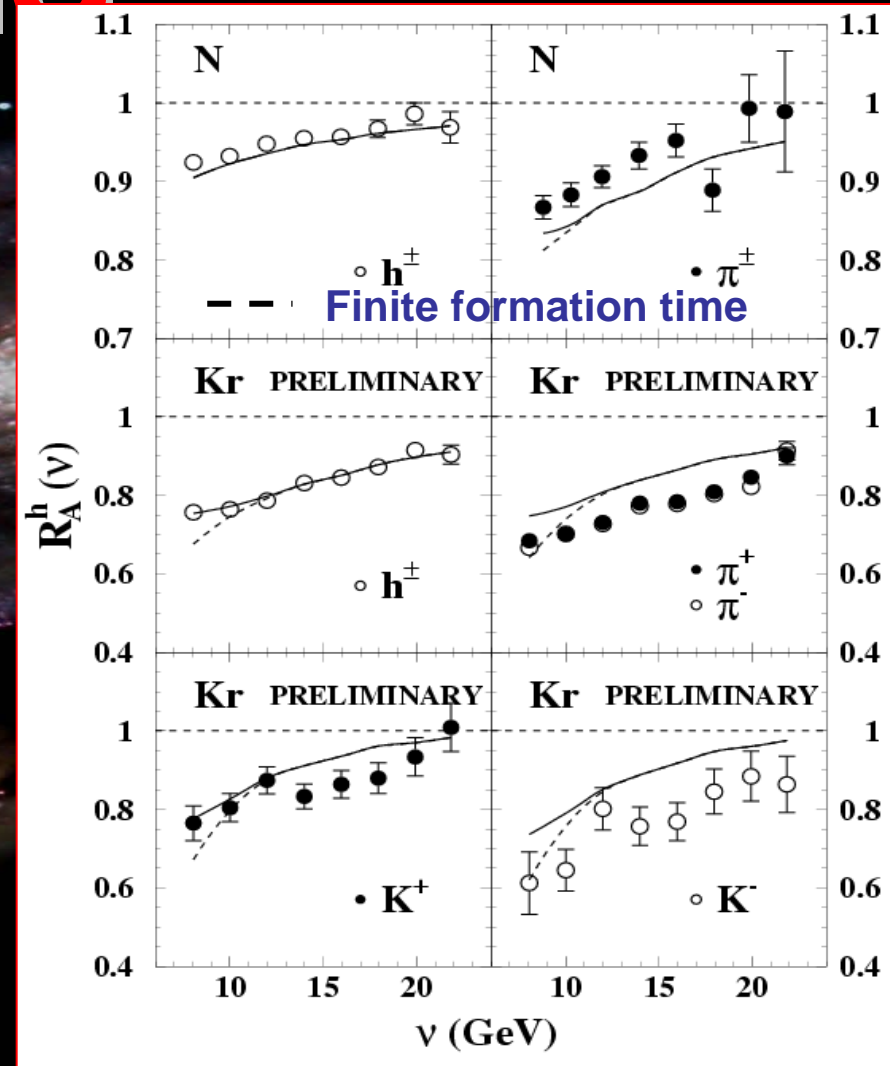 1.1 1.1
N N
1 1
0.9 0.9
0.8 h± π± 0.8
Finite formation time
0.7 0.7
Kr PRELIMINARY Kr PRELIMINARY
1 1
0.8 0.8
R_A^h (ν)
0.6 h± π+ 0.6
π-
0.4 0.4
Kr PRELIMINARY Kr PRELIMINARY
1 1
0.8 0.8
0.6 0.6
K+ K-
0.4 0.4
10 15 20 10 15 20
ν (GeV)